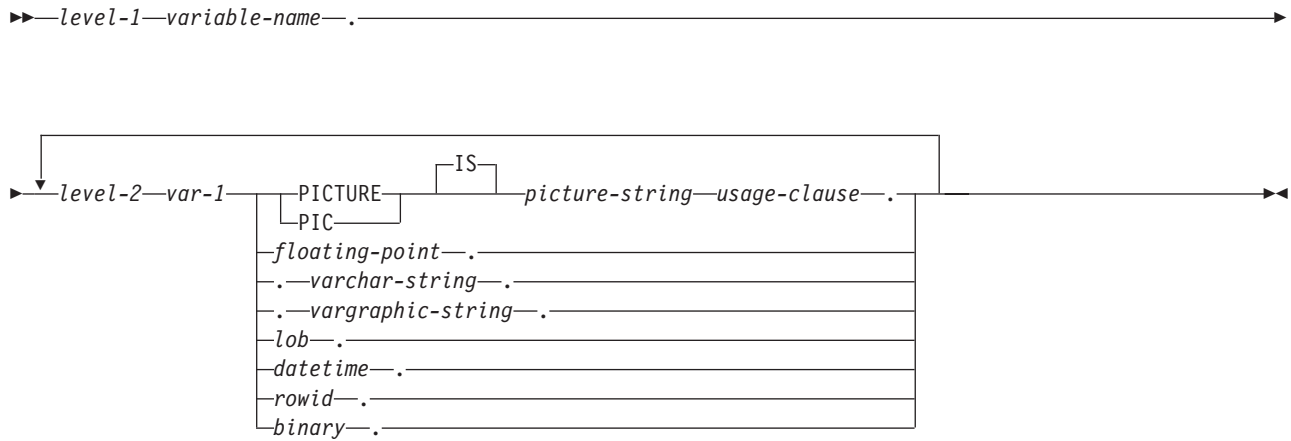 level-1 variable-name .
IS
level-2 var-1 PICTURE picture-string usage-clause .
PIC
floating-point .
. varchar-string .
. vargraphic-string .
lob .
datetime .
rowid .
binary .